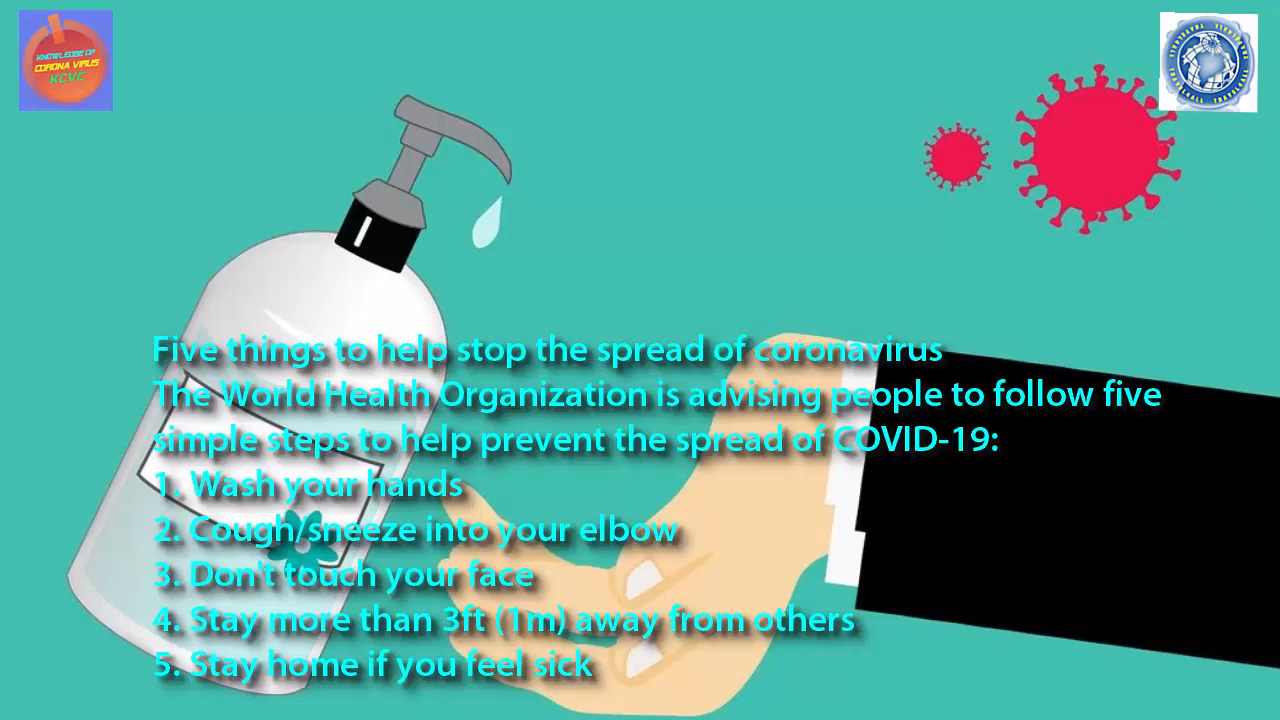 KNOWLEDGE OF
CORONA VIRUS
KCVC
TRAVEL4ALL TRAVEL4ALL
Five things to help stop the spread of coronavirus
The World Health Organization is advising people to follow five
simple steps to help prevent the spread of COVID-19:
1. Wash your hands
2. Cough/sneeze into your elbow
3. Don't touch your face
4. Stay more than 3ft (1m) away from others
5. Stay home if you feel sick